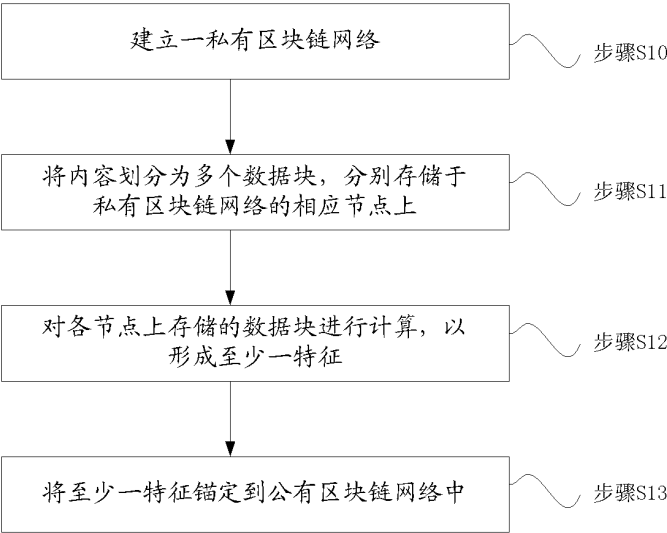 建立一私有区块链网络
步骤S10
将内容划分为多个数据块，分别存储于
私有区块链网络的相应节点上
步骤S11
对各节点上存储的数据块进行计算，以
形成至少一特征
步骤S12
将至少一特征锚定到公有区块链网络中
步骤S13